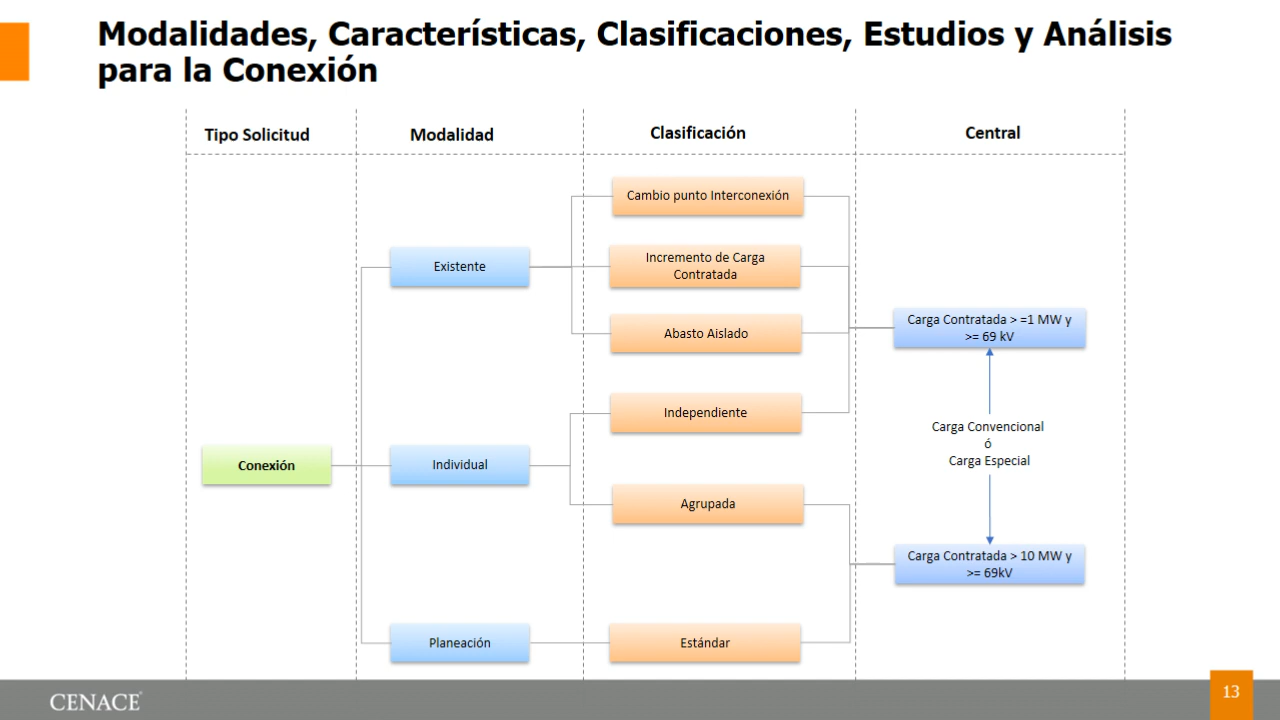 Modalidades, Características, Clasificaciones, Estudios y Análisis
para la Conexión
Tipo Solicitud
Modalidad
Clasificación
Central
Cambio punto Interconexión
Existente
Incremento de Carga
Contratada
Abasto Aislado
Carga Contratada > =1 MW y
>= 69 kV
Independiente
Carga Convencional
ó
Carga Especial
Conexión
Individual
Agrupada
Carga Contratada > 10 MW y
>= 69kV
Planeación
Estándar
CENACE
13